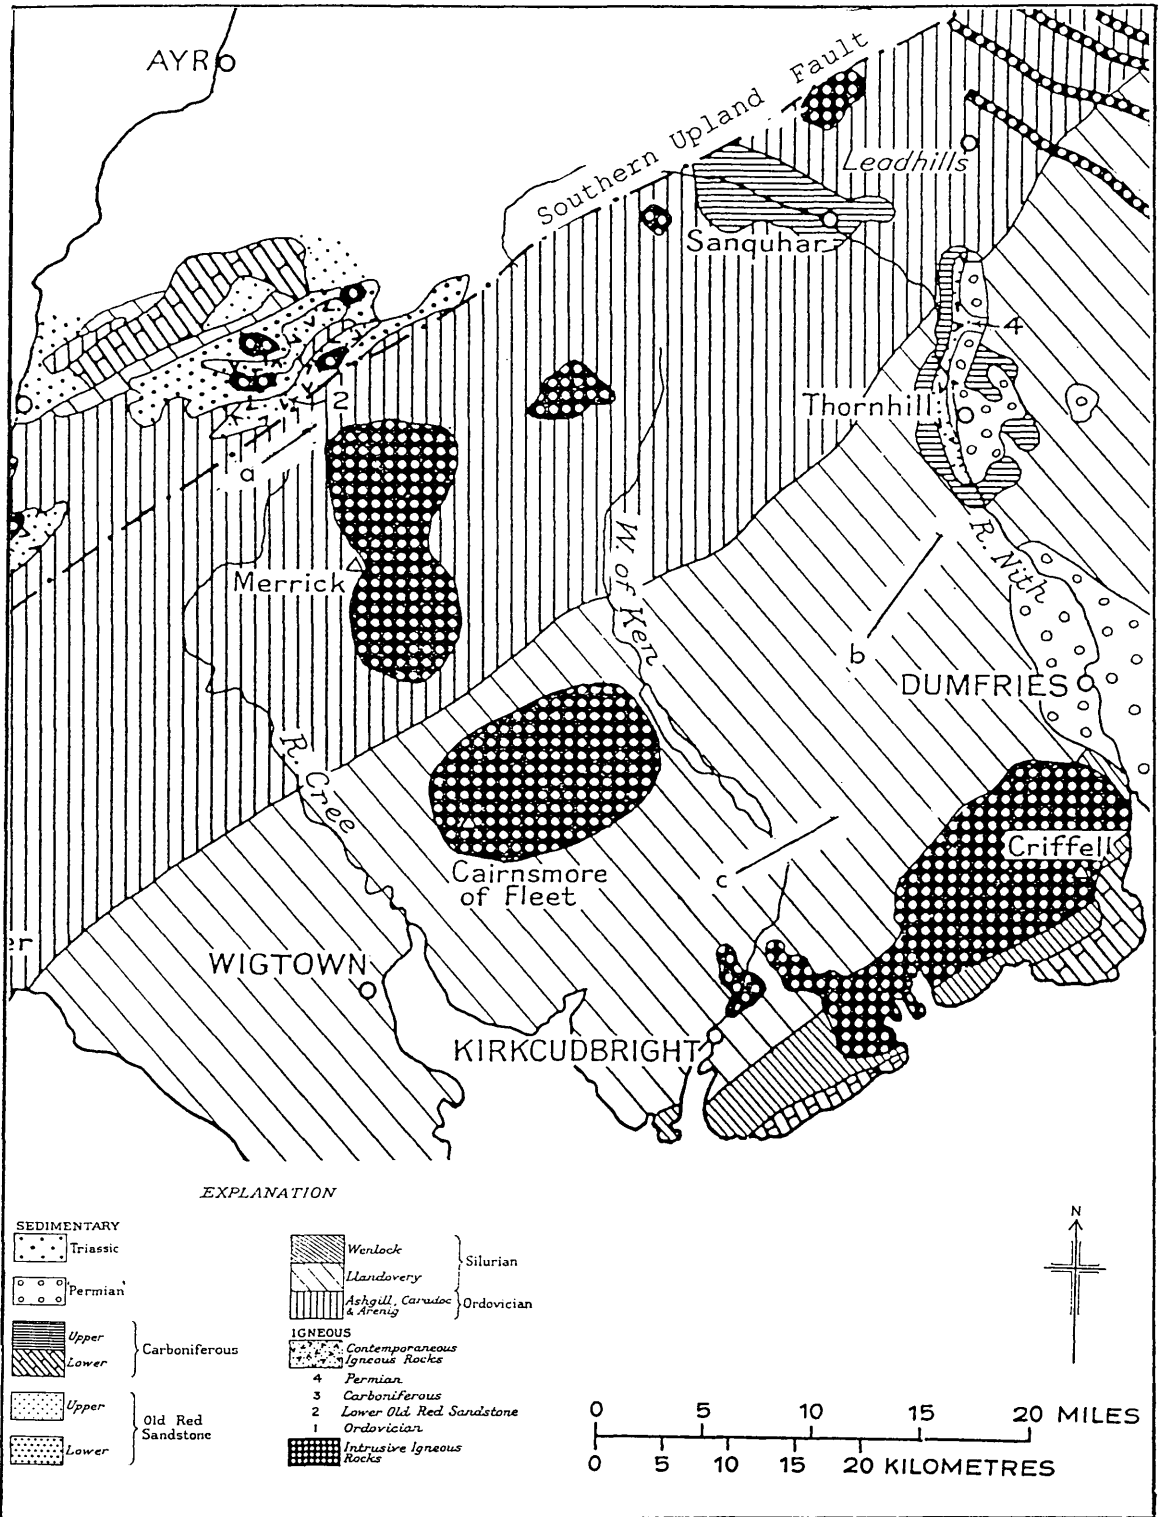 AYR
Southern Upland Fault
Leadhills
Sanquhar
4
Thornhill
2
a
Merrick
W. of Ken
R. Nith
b
DUMFRIES
R. Cree
Criffell
Cairnsmore
of Fleet
c
er
WIGTOWN
KIRKCUDBRIGHT
EXPLANATION
SEDIMENTARY
Triassic
'Permian'
Upper
Lower
Carboniferous
Upper
Lower
Old Red
Sandstone
Wenlock
Llandovery
Silurian
Ashgill, Caradoc
& Arenig
Ordovician
IGNEOUS
Contemporaneous
Igneous Rocks
4 Permian
3 Carboniferous
2 Lower Old Red Sandstone
1 Ordovician
Intrusive Igneous
Rocks
N
0 5 10 15 20 MILES
0 5 10 15 20 KILOMETRES